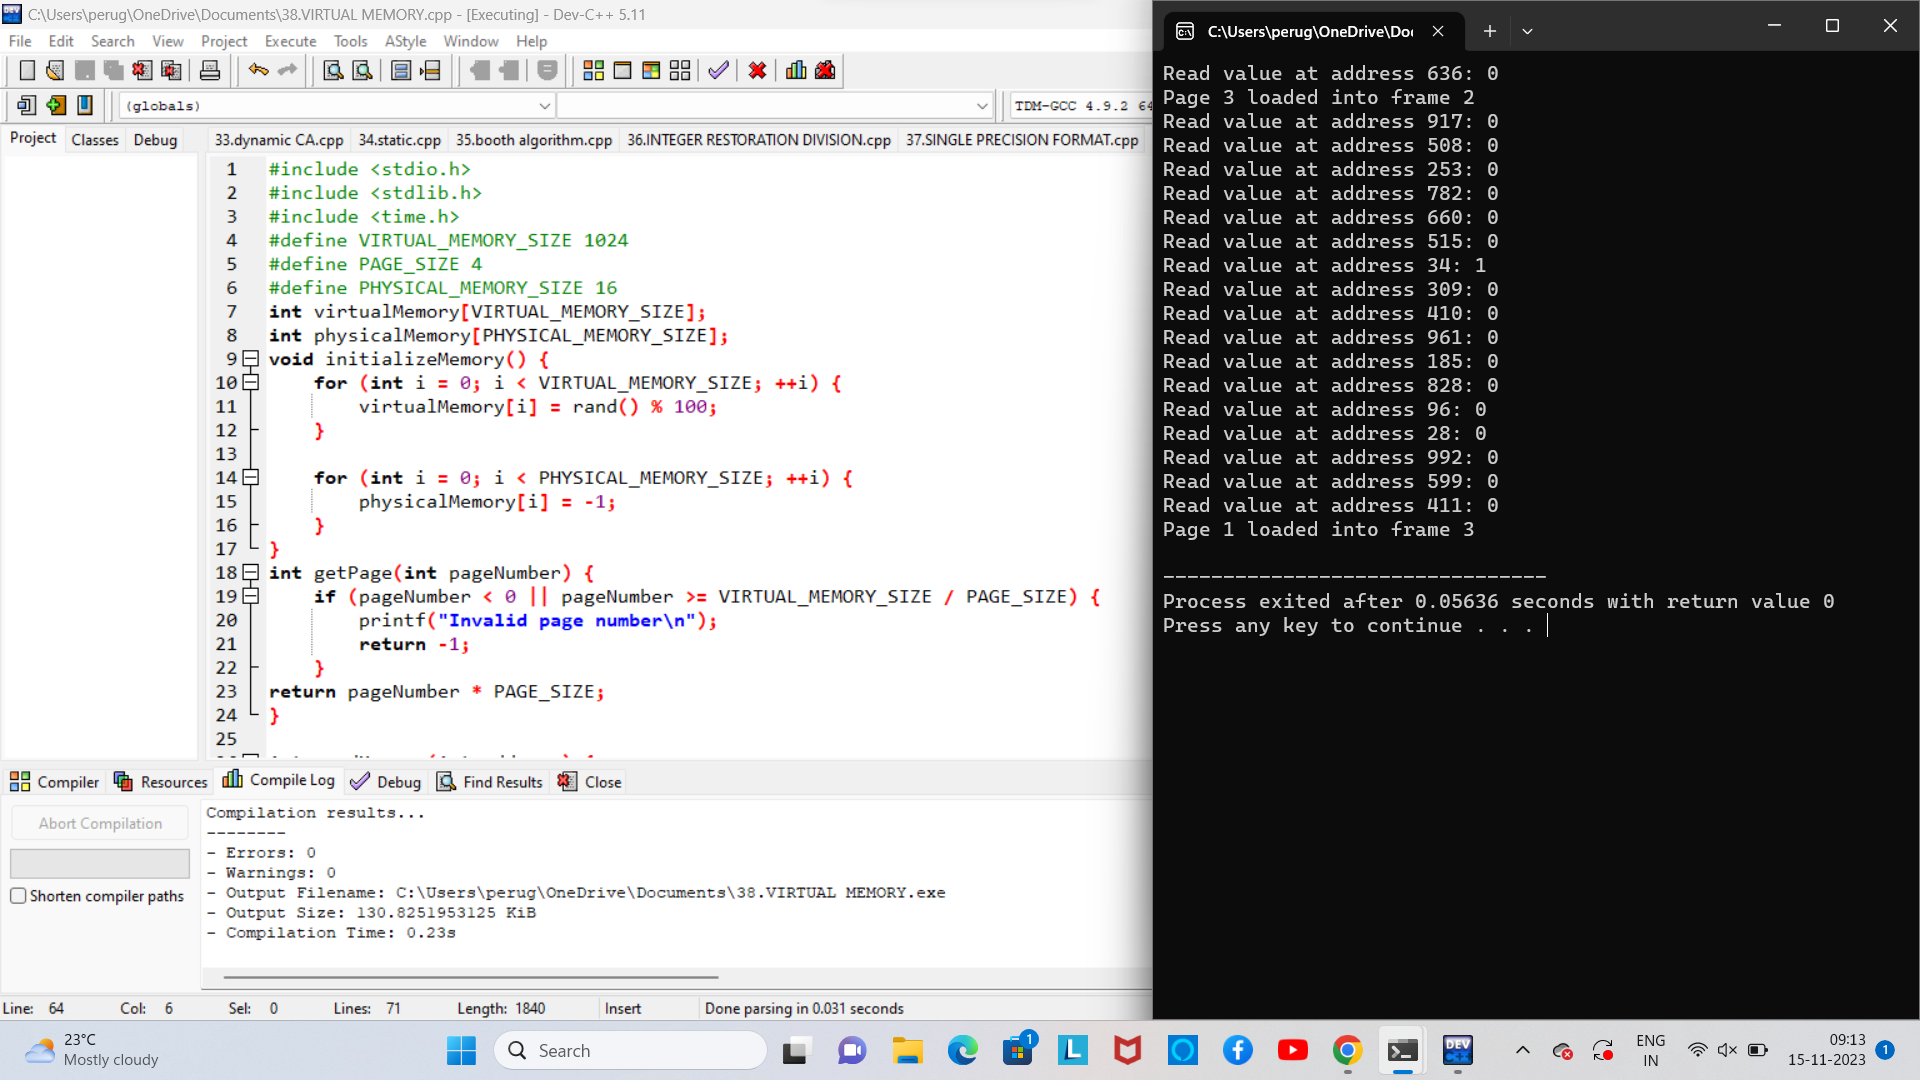 C:\Users\perug\OneDrive\Documents\38.VIRTUAL MEMORY.cpp - [Executing] - Dev-C++ 5.11
File Edit Search View Project Execute Tools AStyle Window Help
(globals)
TDM-GCC 4.9.2 64
Project Classes Debug
33.dynamic CA.cpp 34.static.cpp 35.booth algorithm.cpp 36.INTEGER RESTORATION DIVISION.cpp 37.SINGLE PRECISION FORMAT.cpp
1 #include <stdio.h>
2 #include <stdlib.h>
3 #include <time.h>
4 #define VIRTUAL_MEMORY_SIZE 1024
5 #define PAGE_SIZE 4
6 #define PHYSICAL_MEMORY_SIZE 16
7 int virtualMemory[VIRTUAL_MEMORY_SIZE];
8 int physicalMemory[PHYSICAL_MEMORY_SIZE];
9 void initializeMemory() {
10 for (int i = 0; i < VIRTUAL_MEMORY_SIZE; ++i) {
11 virtualMemory[i] = rand() % 100;
12 }
13
14 for (int i = 0; i < PHYSICAL_MEMORY_SIZE; ++i) {
15 physicalMemory[i] = -1;
16 }
17 }
18 int getPage(int pageNumber) {
19 if (pageNumber < 0 || pageNumber >= VIRTUAL_MEMORY_SIZE / PAGE_SIZE) {
20 printf("Invalid page number\n");
21 return -1;
22 }
23 return pageNumber * PAGE_SIZE;
24 }
25
Compiler Resources Compile Log Debug Find Results Close
Abort Compilation
Shorten compiler paths
Compilation results...
--------
- Errors: 0
- Warnings: 0
- Output Filename: C:\Users\perug\OneDrive\Documents\38.VIRTUAL MEMORY.exe
- Output Size: 130.8251953125 KiB
- Compilation Time: 0.23s
Line: 64 Col: 6 Sel: 0 Lines: 71 Length: 1840 Insert Done parsing in 0.031 seconds
C:\Users\perug\OneDrive\Do
Read value at address 636: 0
Page 3 loaded into frame 2
Read value at address 917: 0
Read value at address 508: 0
Read value at address 253: 0
Read value at address 782: 0
Read value at address 660: 0
Read value at address 515: 0
Read value at address 34: 1
Read value at address 309: 0
Read value at address 410: 0
Read value at address 961: 0
Read value at address 185: 0
Read value at address 828: 0
Read value at address 96: 0
Read value at address 28: 0
Read value at address 992: 0
Read value at address 599: 0
Read value at address 411: 0
Page 1 loaded into frame 3
--------------------------------
Process exited after 0.05636 seconds with return value 0
Press any key to continue . . .
23°C
Mostly cloudy
Search
1
L
DEV
C++
ENG
IN
09:13
15-11-2023
1